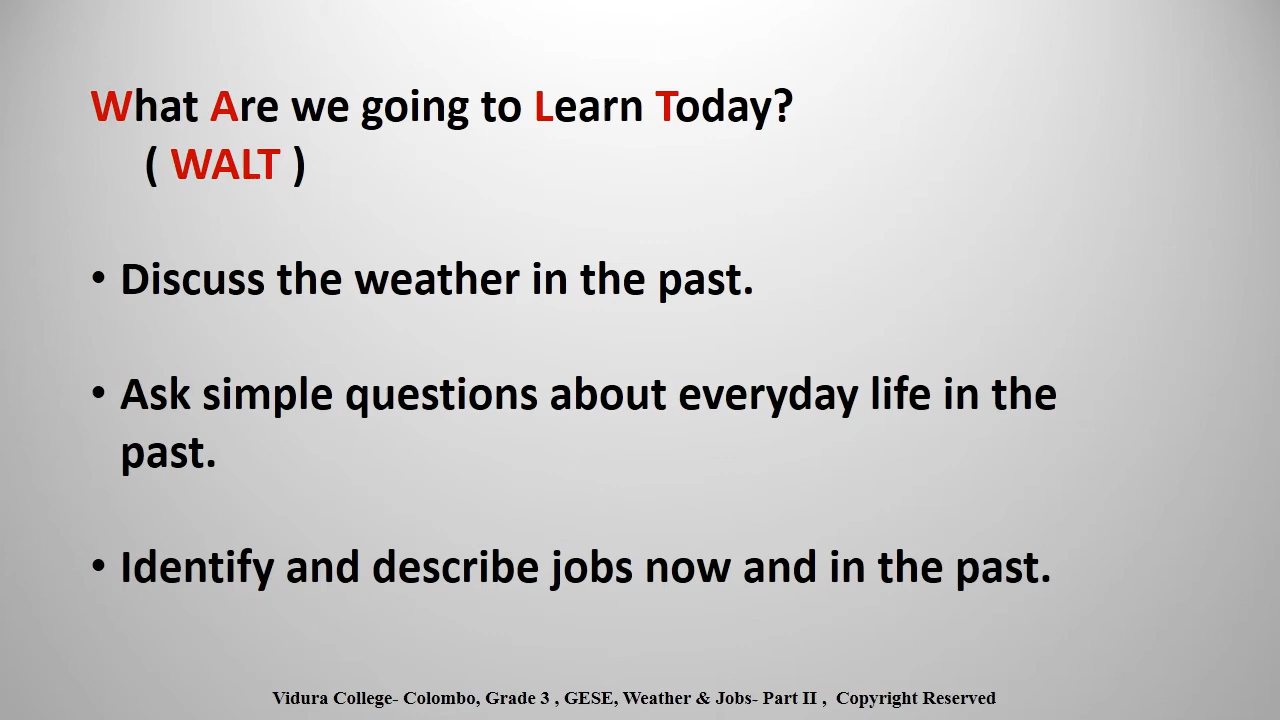 What Are we going to Learn Today?
( WALT )
• Discuss the weather in the past.
• Ask simple questions about everyday life in the
past.
• Identify and describe jobs now and in the past.
Vidura College- Colombo, Grade 3 , GESE, Weather & Jobs- Part II , Copyright Reserved